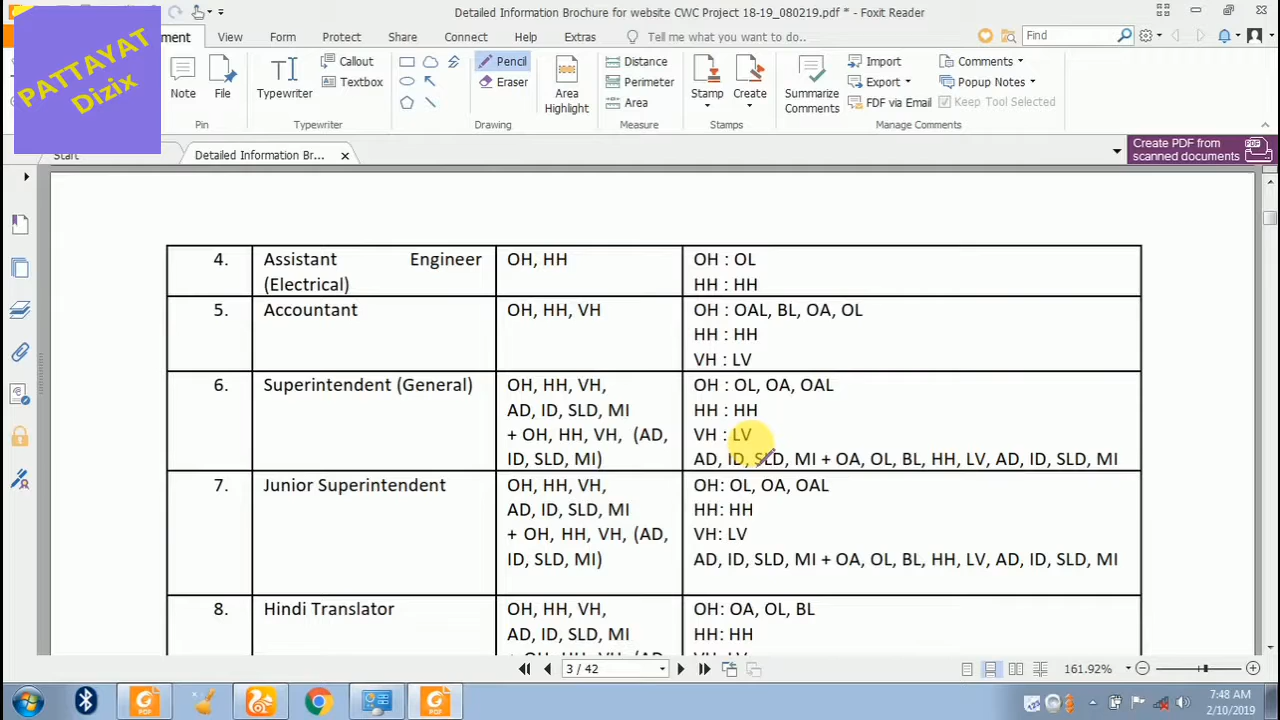 Detailed Information Brochure for website CWC Project 18-19_080219.pdf * - Foxit Reader
PATTAYAT
Dizix
ment View Form Protect Share Connect Help Extras Tell me what you want to do.. Find
Note File Typewriter Callout Textbox Pencil Eraser Area Highlight Distance Perimeter Area Stamp Create Summarize Comments Import Export FDF via Email Comments Popup Notes Keep Tool Selected
Pin Typewriter Drawing Measure Stamps Manage Comments
Start Detailed Information Br...
Create PDF from
scanned documents
4. Assistant Engineer OH, HH OH : OL
(Electrical) HH : HH
5. Accountant OH, HH, VH OH : OAL, BL, OA, OL
HH : HH
VH : LV
6. Superintendent (General) OH, HH, VH, OH : OL, OA, OAL
AD, ID, SLD, MI HH : HH
+ OH, HH, VH, (AD, VH : LV
ID, SLD, MI) AD, ID, SLD, MI + OA, OL, BL, HH, LV, AD, ID, SLD, MI
7. Junior Superintendent OH, HH, VH, OH: OL, OA, OAL
AD, ID, SLD, MI HH: HH
+ OH, HH, VH, (AD, VH: LV
ID, SLD, MI) AD, ID, SLD, MI + OA, OL, BL, HH, LV, AD, ID, SLD, MI
8. Hindi Translator OH, HH, VH, OH: OA, OL, BL
AD, ID, SLD, MI HH: HH
3 / 42 161.92%
7:48 AM
2/10/2019